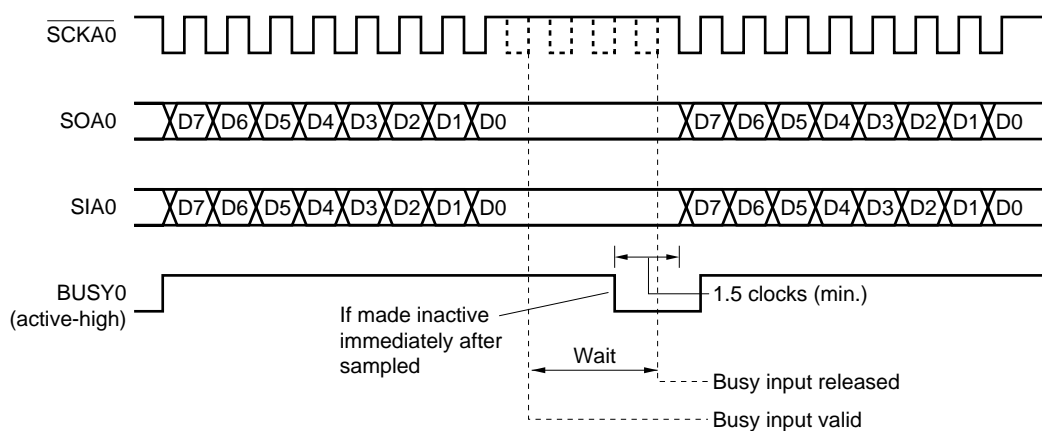 SCKA0
SOA0 D7 D6 D5 D4 D3 D2 D1 D0 D7 D6 D5 D4 D3 D2 D1 D0
SIA0 D7 D6 D5 D4 D3 D2 D1 D0 D7 D6 D5 D4 D3 D2 D1 D0
BUSY0
(active-high)
1.5 clocks (min.)
If made inactive
immediately after
sampled
Wait
Busy input released
Busy input valid